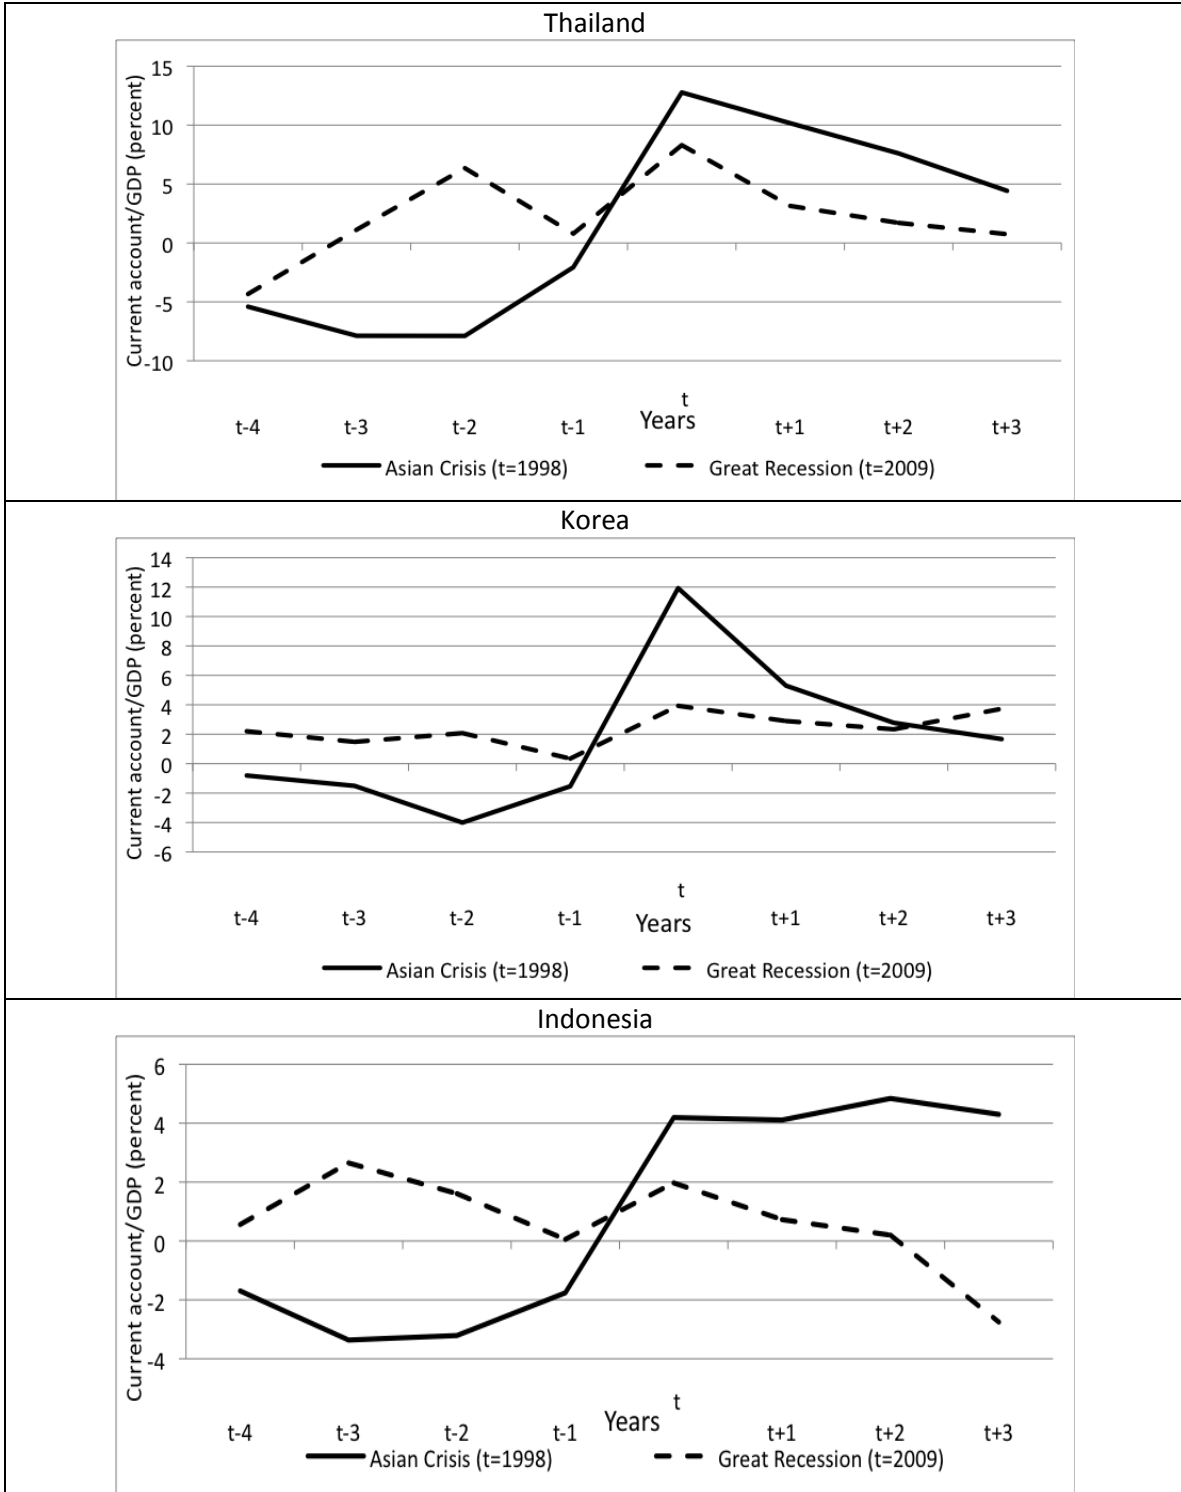 Thailand
Current account/GDP (percent)
15
10
5
0
-5
-10
t-4 t-3 t-2 t-1 t t+1 t+2 t+3
Years
Asian Crisis (t=1998) Great Recession (t=2009)
Korea
Current account/GDP (percent)
14
12
10
8
6
4
2
0
-2
-4
-6
t-4 t-3 t-2 t-1 t t+1 t+2 t+3
Years
Asian Crisis (t=1998) Great Recession (t=2009)
Indonesia
Current account/GDP (percent)
6
4
2
0
-2
-4
t-4 t-3 t-2 t-1 t t+1 t+2 t+3
Years
Asian Crisis (t=1998) Great Recession (t=2009)